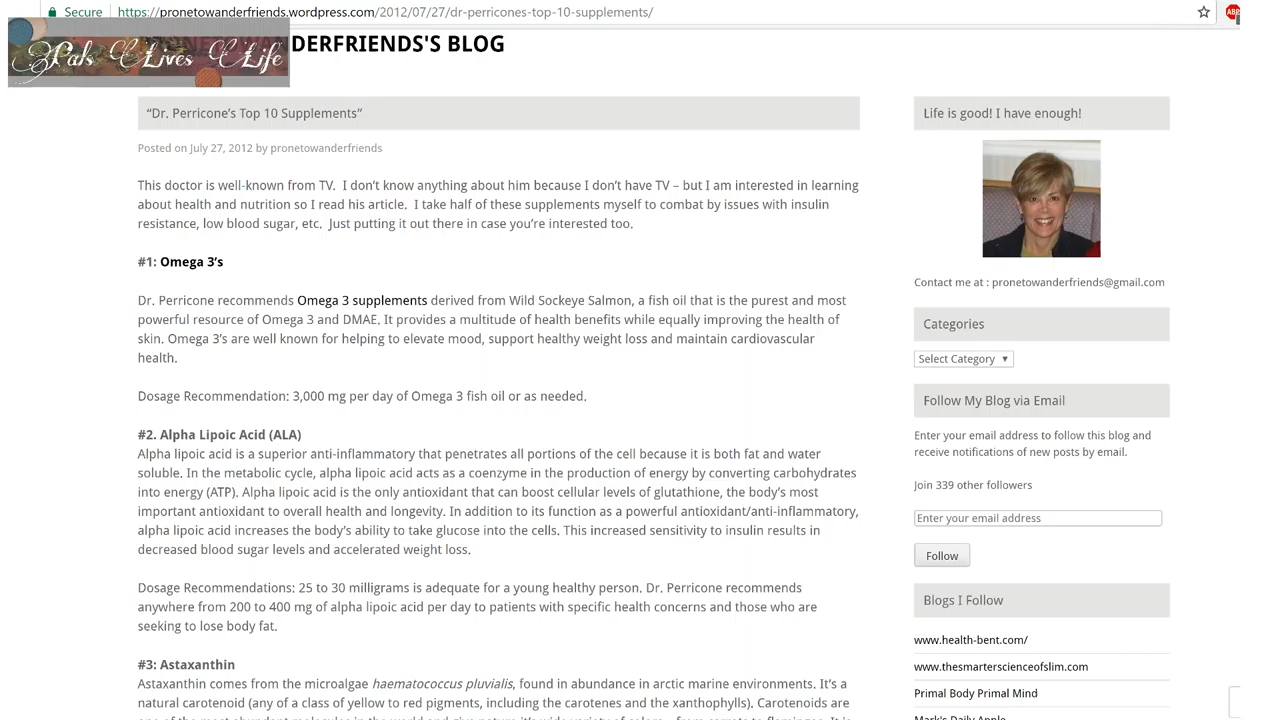 Secure https://pronetowanderfriends.wordpress.com/2012/07/27/dr-perricones-top-10-supplements/
ABP
Pals Lives Life
DERFRIENDS'S BLOG
“Dr. Perricone’s Top 10 Supplements”
Posted on July 27, 2012 by pronetowanderfriends
This doctor is well-known from TV.  I don’t know anything about him because I don’t have TV – but I am interested in learning
about health and nutrition so I read his article.  I take half of these supplements myself to combat by issues with insulin
resistance, low blood sugar, etc.  Just putting it out there in case you’re interested too.
#1: Omega 3’s
Dr. Perricone recommends Omega 3 supplements derived from Wild Sockeye Salmon, a fish oil that is the purest and most
powerful resource of Omega 3 and DMAE. It provides a multitude of health benefits while equally improving the health of
skin. Omega 3’s are well known for helping to elevate mood, support healthy weight loss and maintain cardiovascular
health.
Dosage Recommendation: 3,000 mg per day of Omega 3 fish oil or as needed.
#2. Alpha Lipoic Acid (ALA)
Alpha lipoic acid is a superior anti-inflammatory that penetrates all portions of the cell because it is both fat and water
soluble. In the metabolic cycle, alpha lipoic acid acts as a coenzyme in the production of energy by converting carbohydrates
into energy (ATP). Alpha lipoic acid is the only antioxidant that can boost cellular levels of glutathione, the body’s most
important antioxidant to overall health and longevity. In addition to its function as a powerful antioxidant/anti-inflammatory,
alpha lipoic acid increases the body’s ability to take glucose into the cells. This increased sensitivity to insulin results in
decreased blood sugar levels and accelerated weight loss.
Dosage Recommendations: 25 to 30 milligrams is adequate for a young healthy person. Dr. Perricone recommends
anywhere from 200 to 400 mg of alpha lipoic acid per day to patients with specific health concerns and those who are
seeking to lose body fat.
#3: Astaxanthin
Astaxanthin comes from the microalgae haematococcus pluvialis, found in abundance in arctic marine environments. It’s a
natural carotenoid (any of a class of yellow to red pigments, including the carotenes and the xanthophylls). Carotenoids are
Life is good! I have enough!
Contact me at : pronetowanderfriends@gmail.com
Categories
Select Category
Follow My Blog via Email
Enter your email address to follow this blog and
receive notifications of new posts by email.
Join 339 other followers
Enter your email address
Follow
Blogs I Follow
www.health-bent.com/
www.thesmarterscienceofslim.com
Primal Body Primal Mind
Mark's Daily Apple